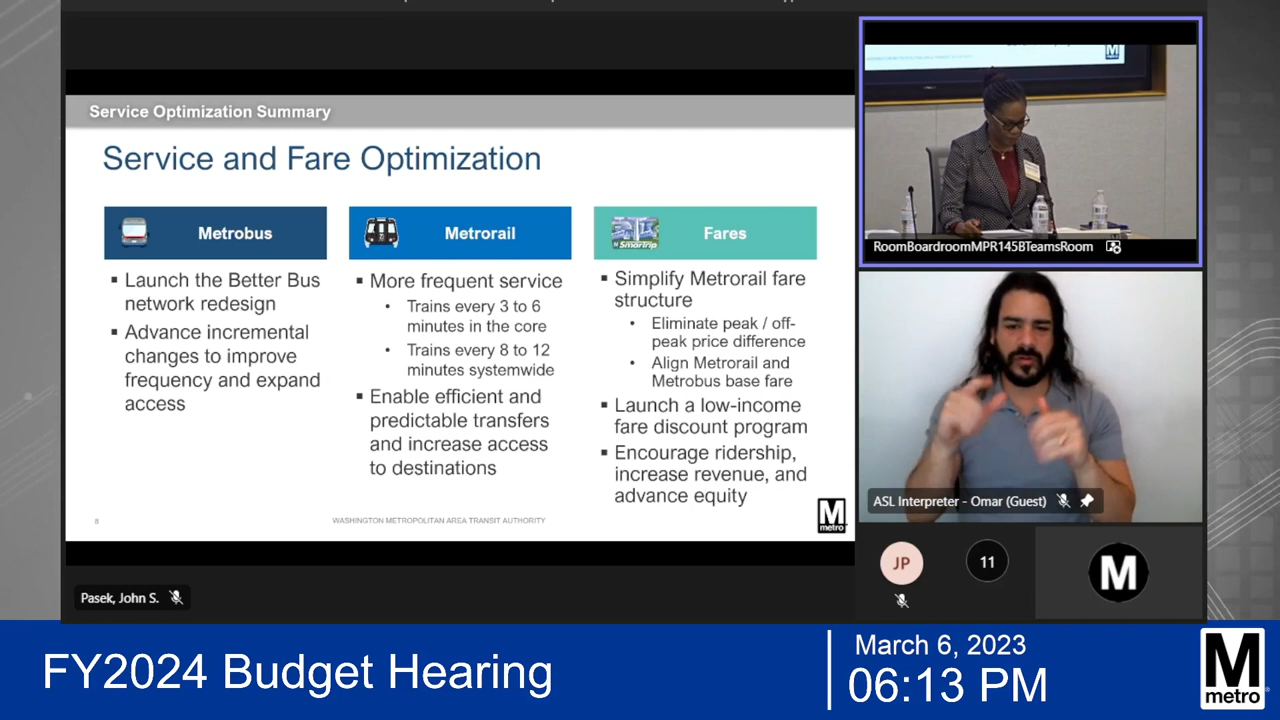 Service Optimization Summary
Service and Fare Optimization
Metrobus
▪ Launch the Better Bus
network redesign
▪ Advance incremental
changes to improve
frequency and expand
access
Metrorail
▪ More frequent service
• Trains every 3 to 6
minutes in the core
• Trains every 8 to 12
minutes systemwide
▪ Enable efficient and
predictable transfers
and increase access
to destinations
SmarTrip
Fares
▪ Simplify Metrorail fare
structure
• Eliminate peak / off-
peak price difference
• Align Metrorail and
Metrobus base fare
▪ Launch a low-income
fare discount program
▪ Encourage ridership,
increase revenue, and
advance equity
8
WASHINGTON METROPOLITAN AREA TRANSIT AUTHORITY
M
metro
Pasek, John S.
M
RoomBoardroomMPR145BTeamsRoom
ASL Interpreter - Omar (Guest)
JP
11
M
FY2024 Budget Hearing
March 6, 2023
06:13 PM
M
metro